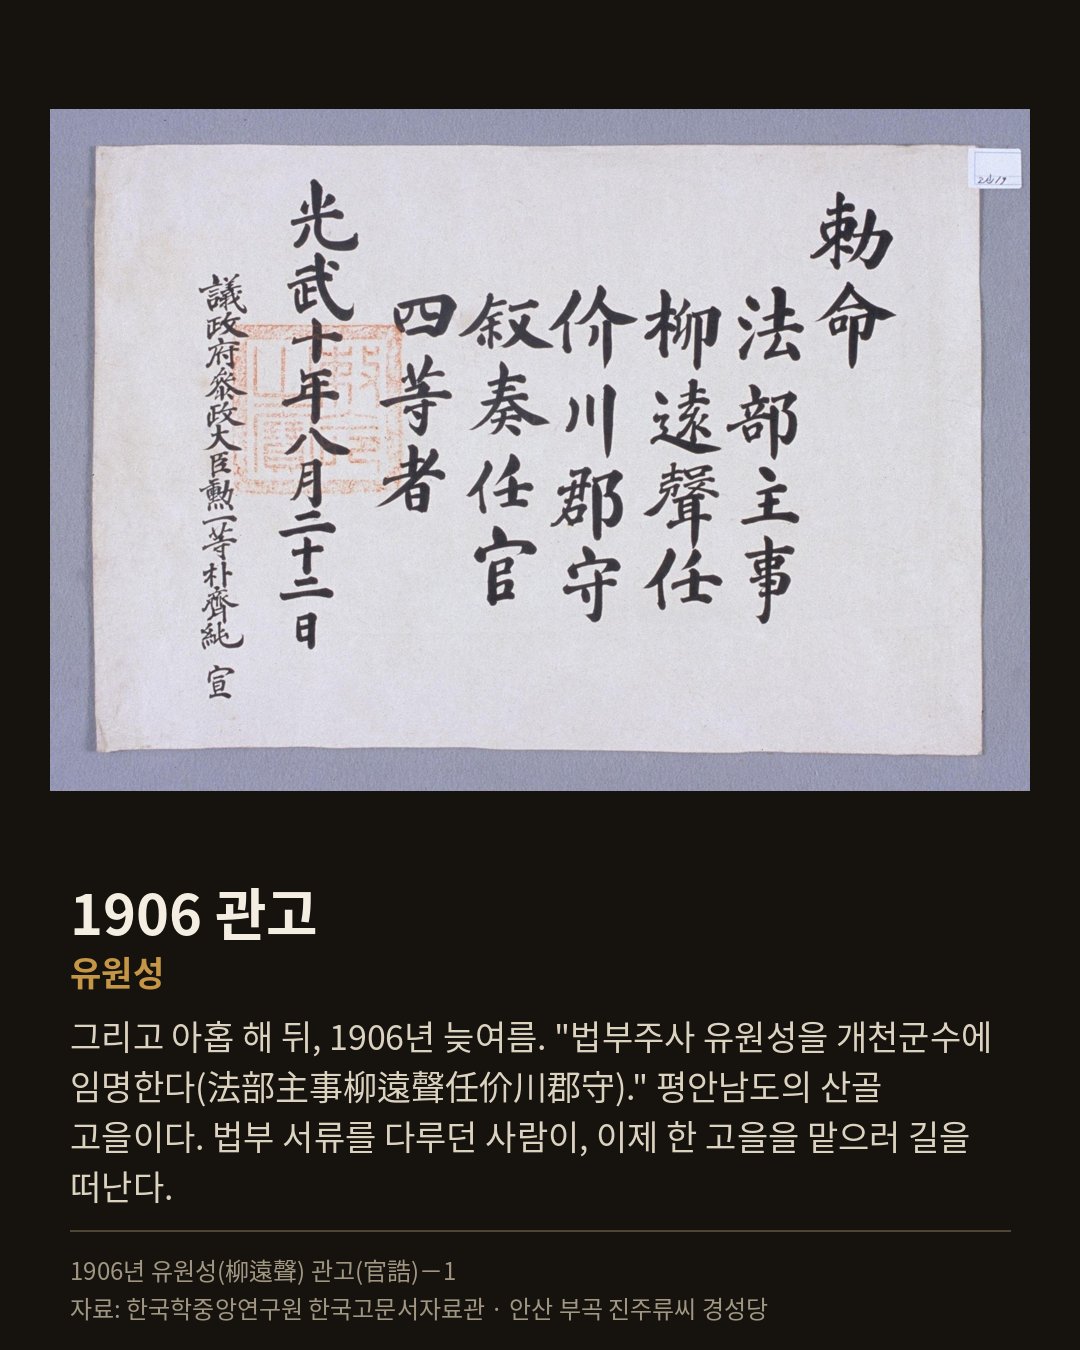 勅命
法部主事
柳遠聲任
价川郡守
叙奏任官
四等者
光武十年八月二十二日
議政府參政大臣勳一等朴齊純 宣
1906 관고
유원성
그리고 아홉 해 뒤, 1906년 늦여름. "법부주사 유원성을 개천군수에
임명한다(法部主事柳遠聲任价川郡守)." 평안남도의 산골
고을이다. 법부 서류를 다루던 사람이, 이제 한 고을을 맡으러 길을
떠난다.
1906년 유원성(柳遠聲) 관고(官誥)－1
자료: 한국학중앙연구원 한국고문서자료관 · 안산 부곡 진주류씨 경성당